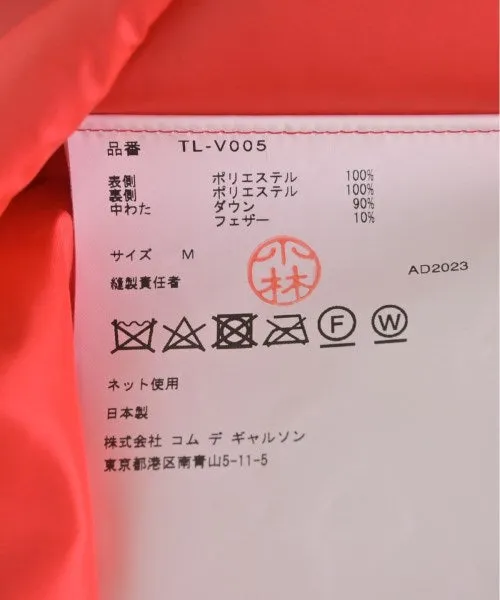 品番 TL-V005
表側 ポリエステル 100%
裏側 ポリエステル 100%
中わた ダウン 90%
フェザー 10%
サイズ M
縫製責任者
小林
AD2023
F W
ネット使用
日本製
株式会社 コム デ ギャルソン
東京都港区南青山5-11-5